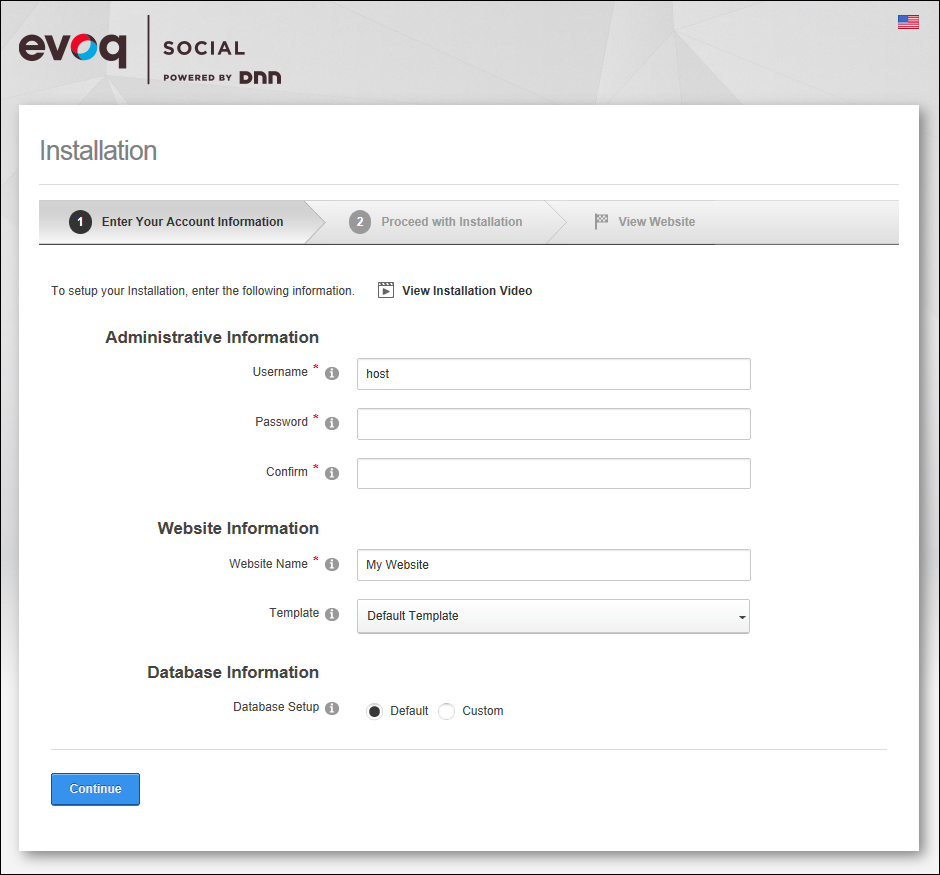 evoq SOCIAL
POWERED BY DNN
Installation
1 Enter Your Account Information 2 Proceed with Installation View Website
To setup your Installation, enter the following information. View Installation Video
Administrative Information
Username * i host
Password * i
Confirm * i
Website Information
Website Name * i My Website
Template i Default Template
Database Information
Database Setup i Default Custom
Continue